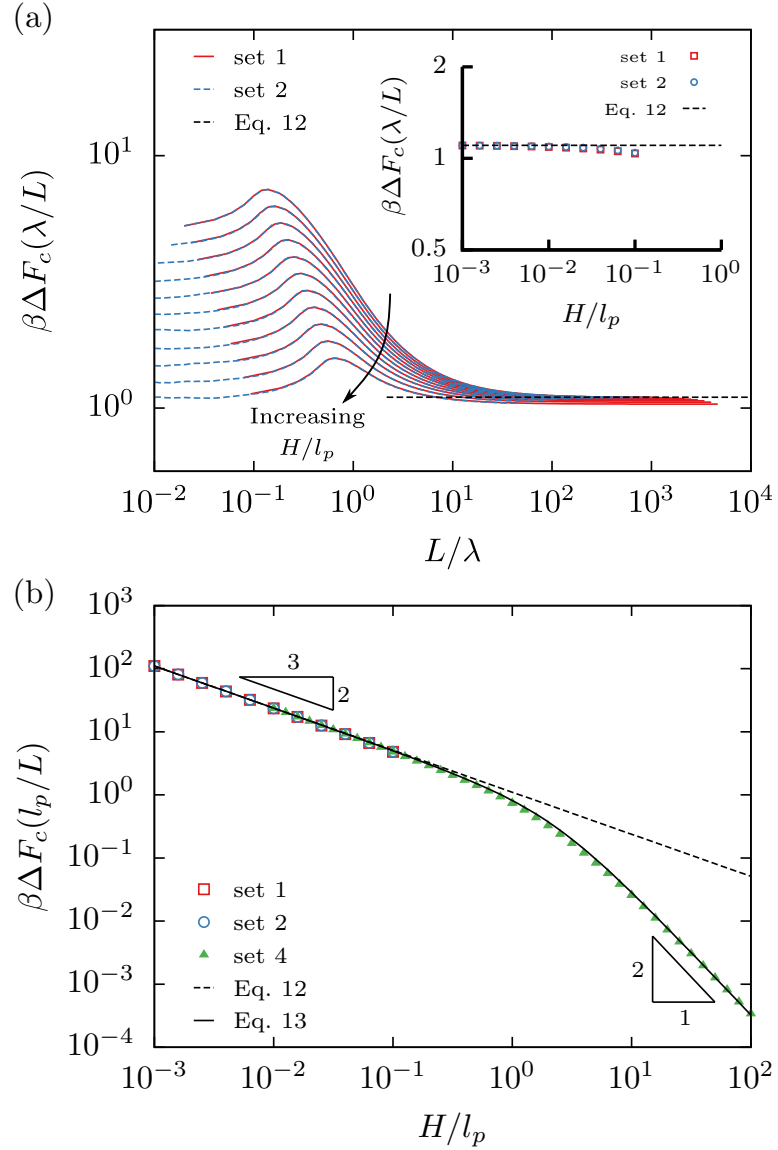 (a)
βΔF_c(λ/L)
10^1
10^0
set 1
set 2
Eq. 12
Increasing
H/l_p
10^−2 10^−1 10^0 10^1 10^2 10^3 10^4
L/λ
βΔF_c(λ/L)
2
1
0.5
set 1
set 2
Eq. 12
10^−3 10^−2 10^−1 10^0
H/l_p
(b)
βΔF_c(l_p/L)
10^3
10^2
10^1
10^0
10^−1
10^−2
10^−3
10^−4
3
2
set 1
set 2
set 4
Eq. 12
Eq. 13
2
1
10^−3 10^−2 10^−1 10^0 10^1 10^2
H/l_p